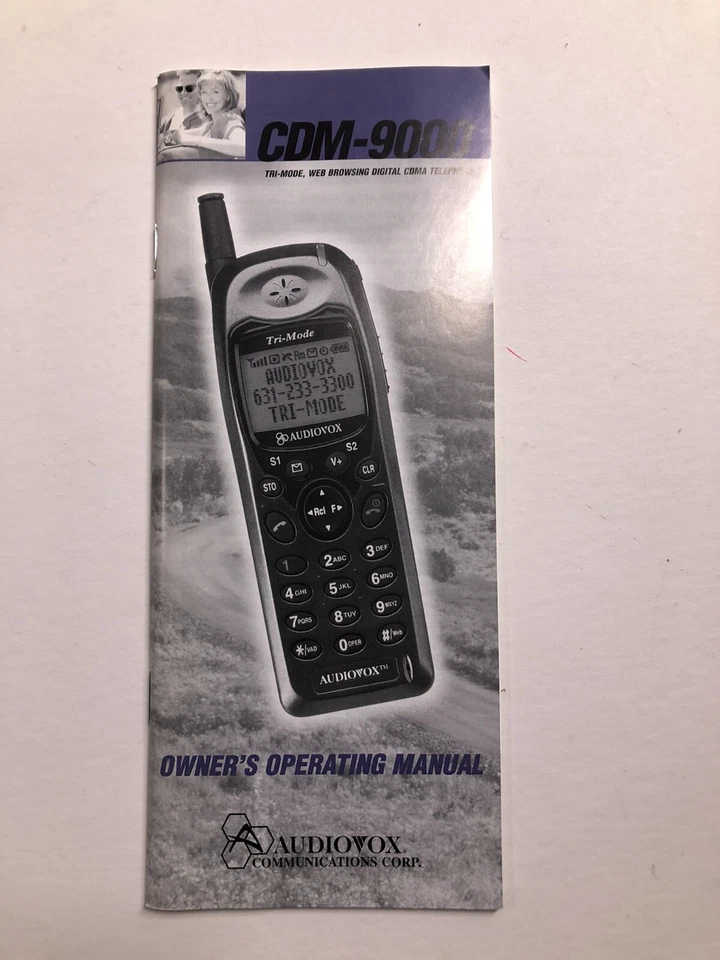 CDM-9000
TRI-MODE, WEB BROWSING DIGITAL CDMA
Tri-Mode
AUDIOVOX
631-233-3300
TRI-MODE
AUDIOVOX
S1 S2
V+
STO CLR
Rcl F
1 2ABC 3DEF
4GHI 5JKL 6MNO
7PQRS 8TUV 9WXYZ
*/VAD 0OPER #/Web
AUDIOVOX™
OWNER'S OPERATING MANUAL
AUDIOVOX®
COMMUNICATIONS CORP.